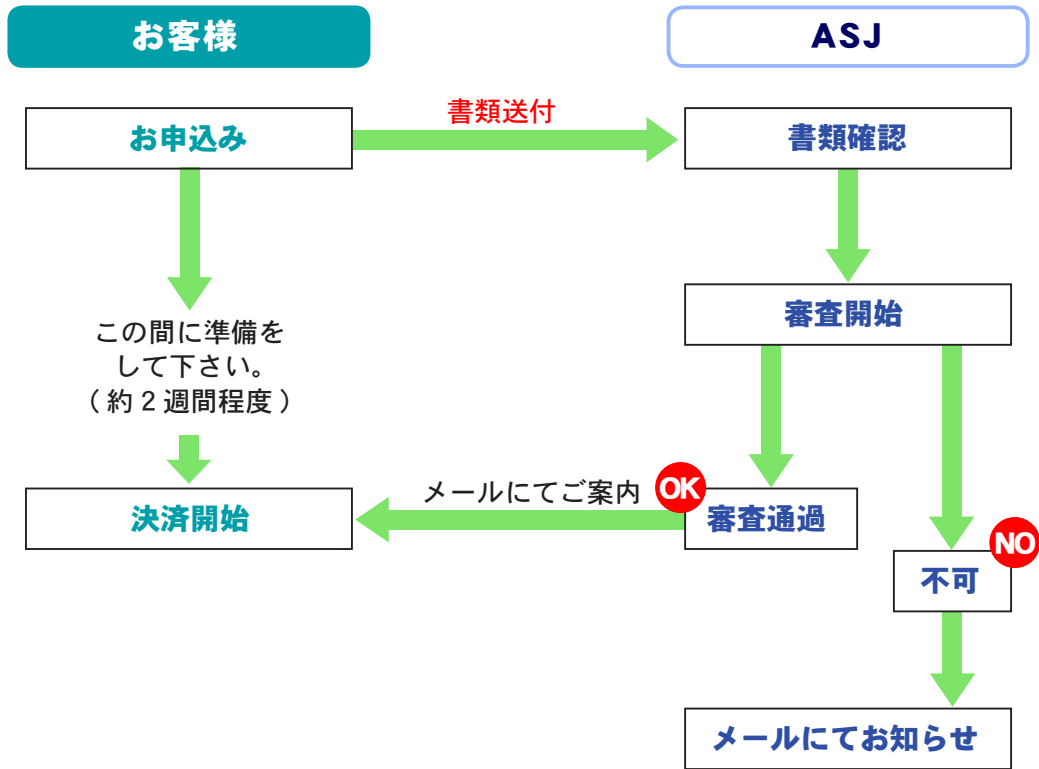 お客様
ASJ
お申込み
書類送付
書類確認
審査開始
この間に準備を
して下さい。
（約２週間程度）
決済開始
メールにてご案内
OK
審査通過
NO
不可
メールにてお知らせ